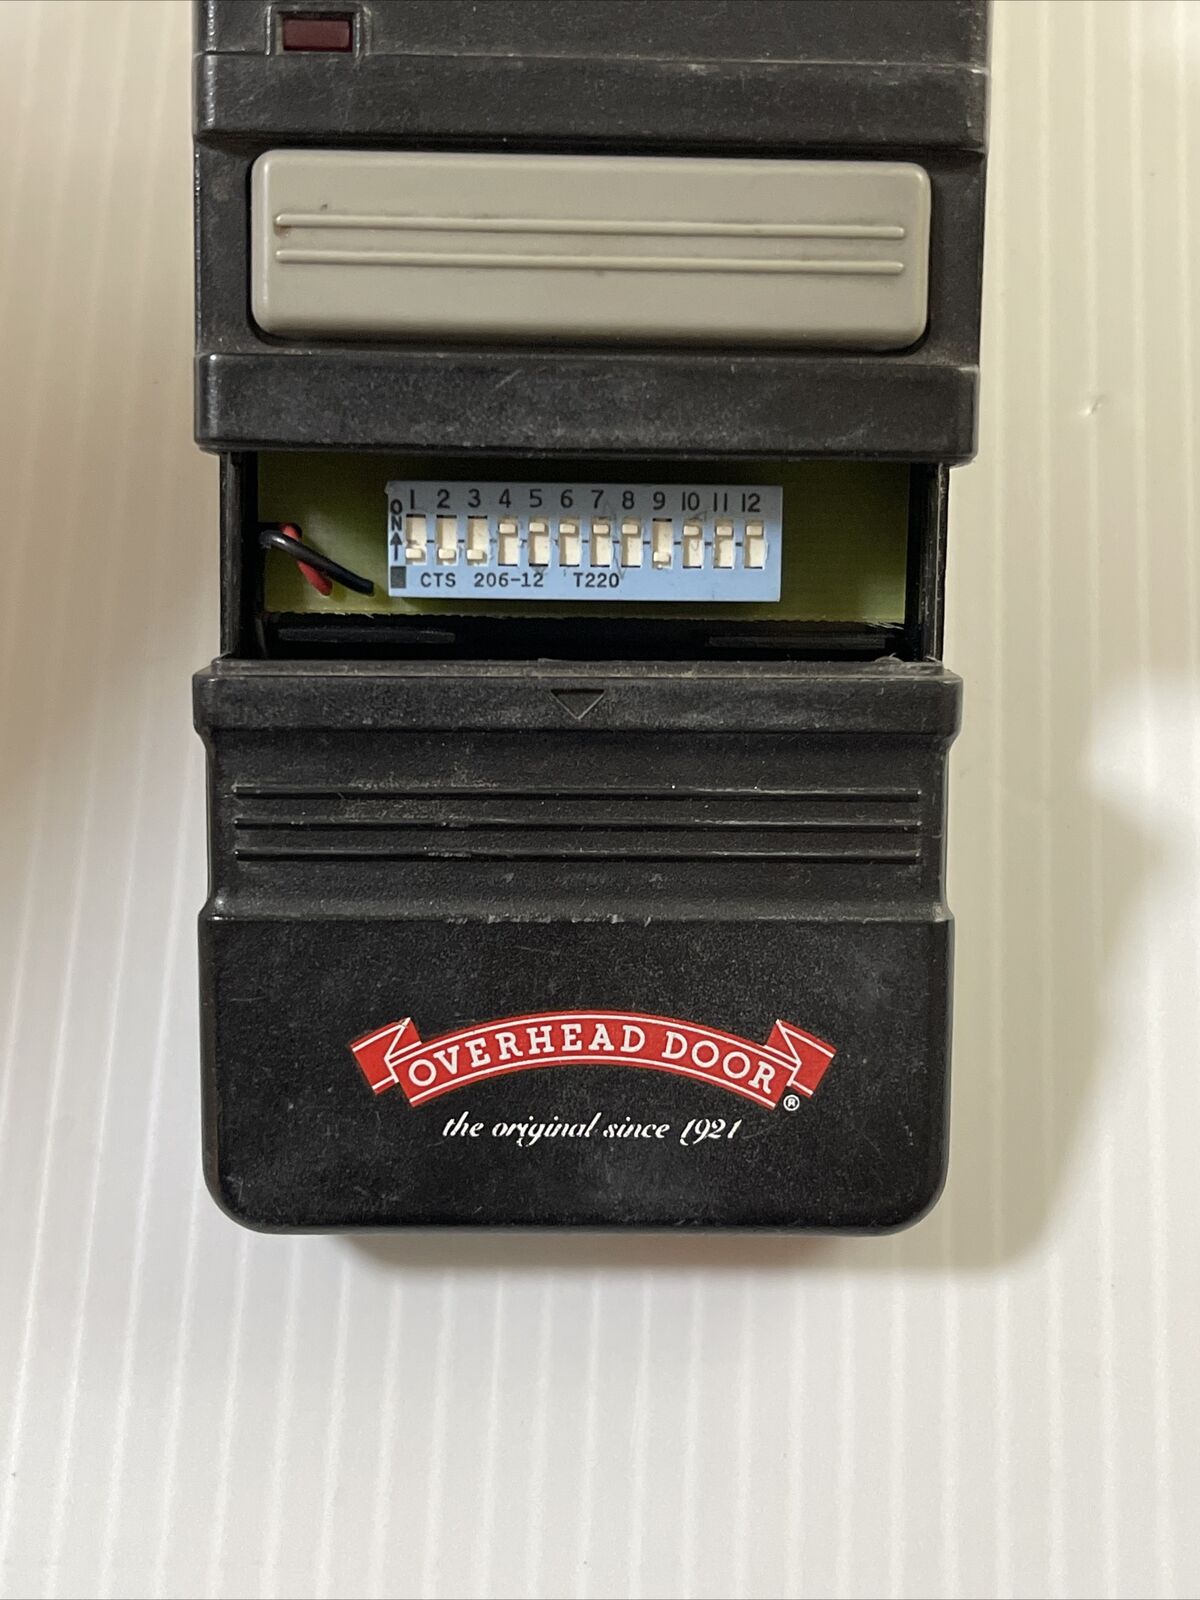 1 2 3 4 5 6 7 8 9 10 11 12
ON
CTS 206-12 T220
OVERHEAD DOOR®
the original since 1921